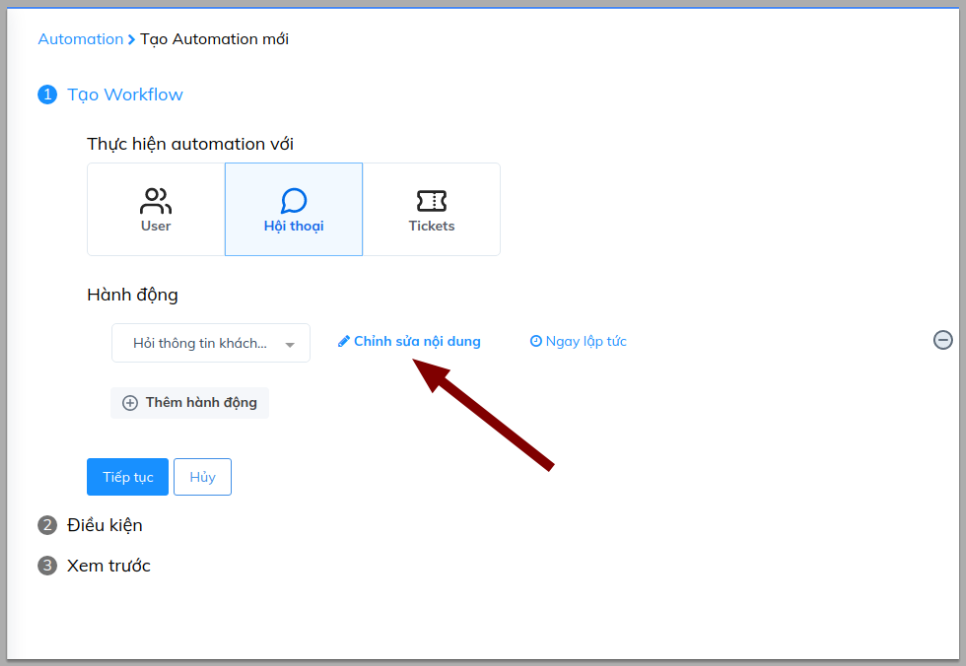 Automation > Tạo Automation mới
1 Tạo Workflow
Thực hiện automation với
User
Hội thoại
Tickets
Hành động
Hỏi thông tin khách...
Chỉnh sửa nội dung
Ngay lập tức
Thêm hành động
Tiếp tục
Hủy
2 Điều kiện
3 Xem trước